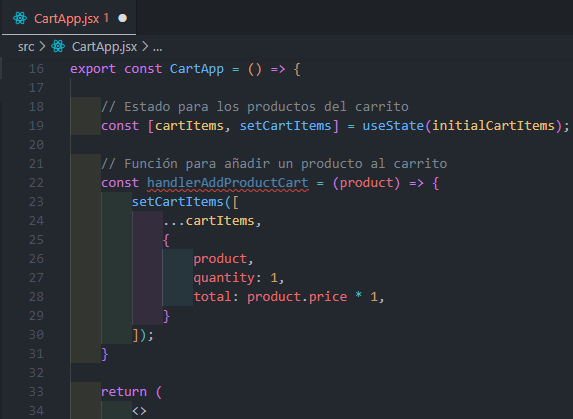 CartApp.jsx 1
src > CartApp.jsx > ...
16 export const CartApp = () => {
17
18     // Estado para los productos del carrito
19     const [cartItems, setCartItems] = useState(initialCartItems);
20
21     // Función para añadir un producto al carrito
22     const handlerAddProductCart = (product) => {
23         setCartItems([
24             ...cartItems,
25             {
26                 product,
27                 quantity: 1,
28                 total: product.price * 1,
29             }
30         ]);
31     }
32
33     return (
34         <>